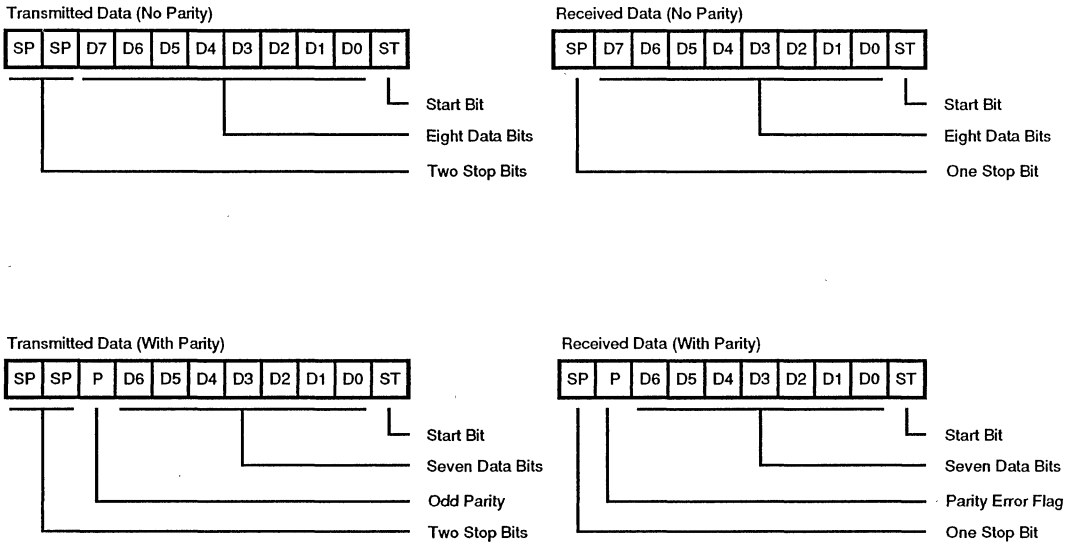 Transmitted Data (No Parity)
SP SP D7 D6 D5 D4 D3 D2 D1 D0 ST
Start Bit
Eight Data Bits
Two Stop Bits
Received Data (No Parity)
SP D7 D6 D5 D4 D3 D2 D1 D0 ST
Start Bit
Eight Data Bits
One Stop Bit
Transmitted Data (With Parity)
SP SP P D6 D5 D4 D3 D2 D1 D0 ST
Start Bit
Seven Data Bits
Odd Parity
Two Stop Bits
Received Data (With Parity)
SP P D6 D5 D4 D3 D2 D1 D0 ST
Start Bit
Seven Data Bits
Parity Error Flag
One Stop Bit